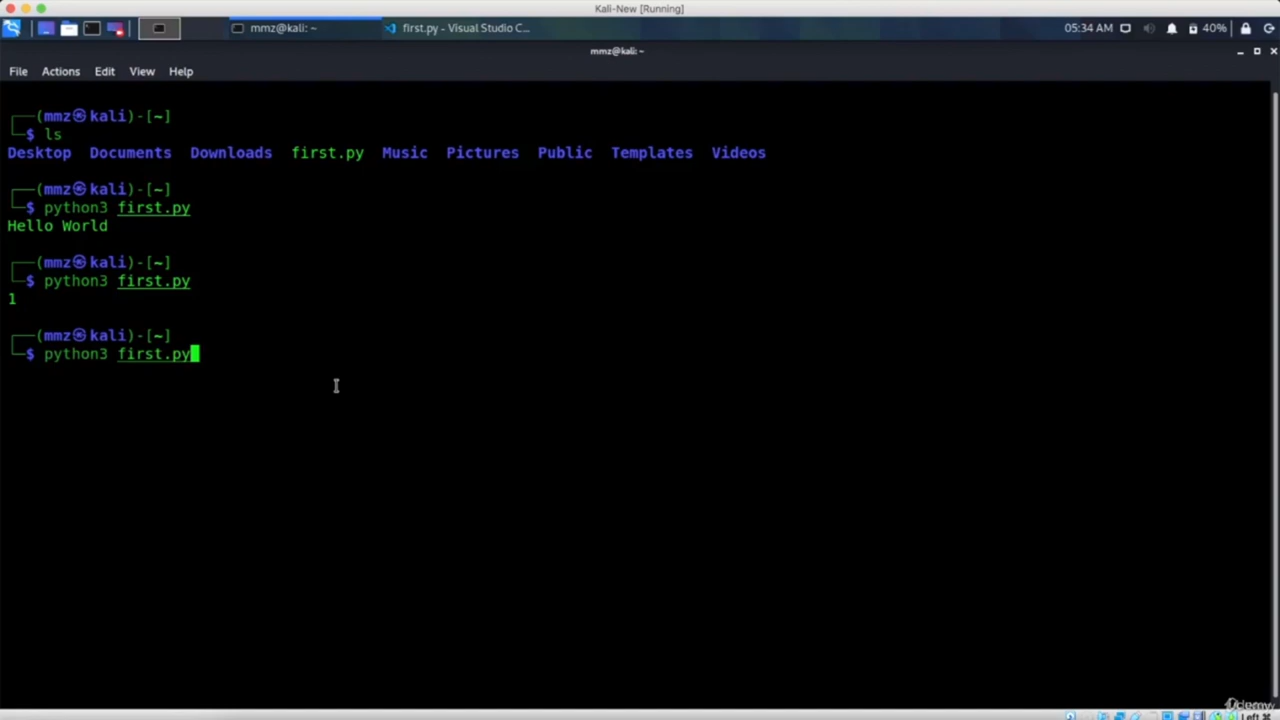 Kali-New [Running]
mmz@kali: ~
first.py - Visual Studio C...
05:34 AM
40%
mmz@kali: ~
File Actions Edit View Help
┌──(mmz㉿kali)-[~]
└─$ ls
Desktop Documents Downloads first.py Music Pictures Public Templates Videos
┌──(mmz㉿kali)-[~]
└─$ python3 first.py
Hello World
┌──(mmz㉿kali)-[~]
└─$ python3 first.py
1
┌──(mmz㉿kali)-[~]
└─$ python3 first.py
Udemy
Left ⌘